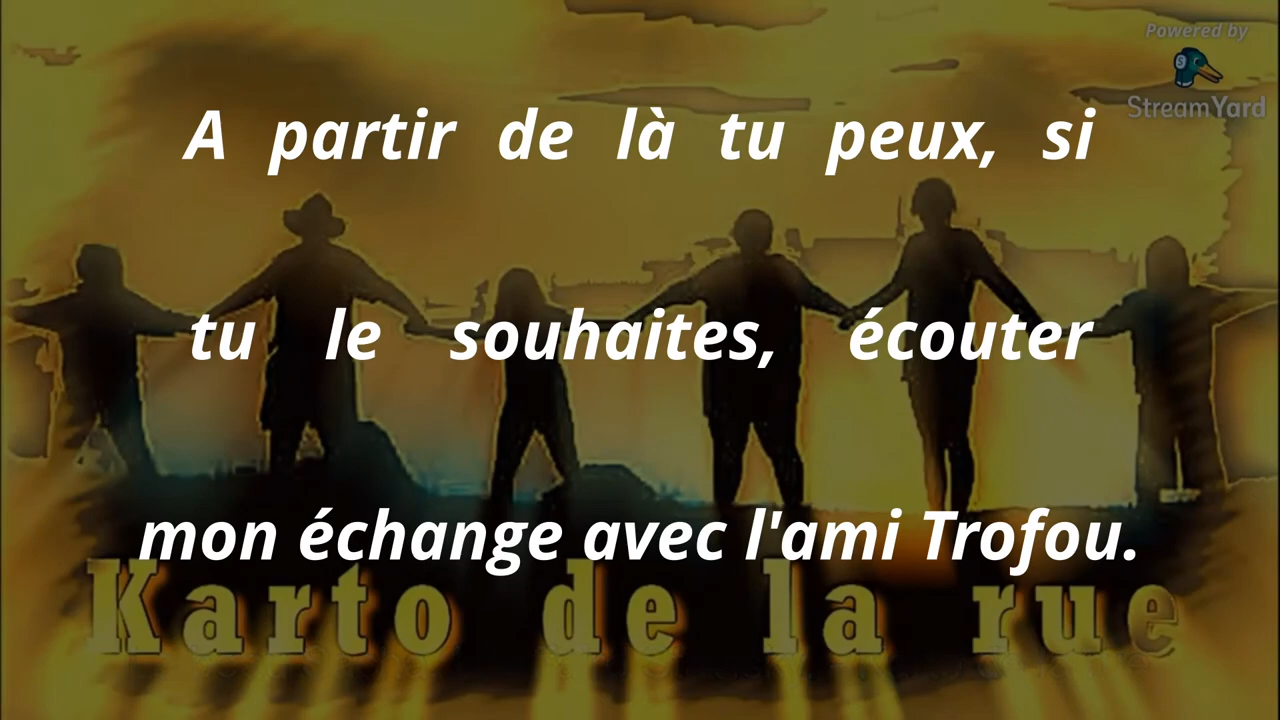 Powered by
StreamYard
A partir de là tu peux, si
tu le souhaites, écouter
mon échange avec l'ami Trofou.
Karto de la rue